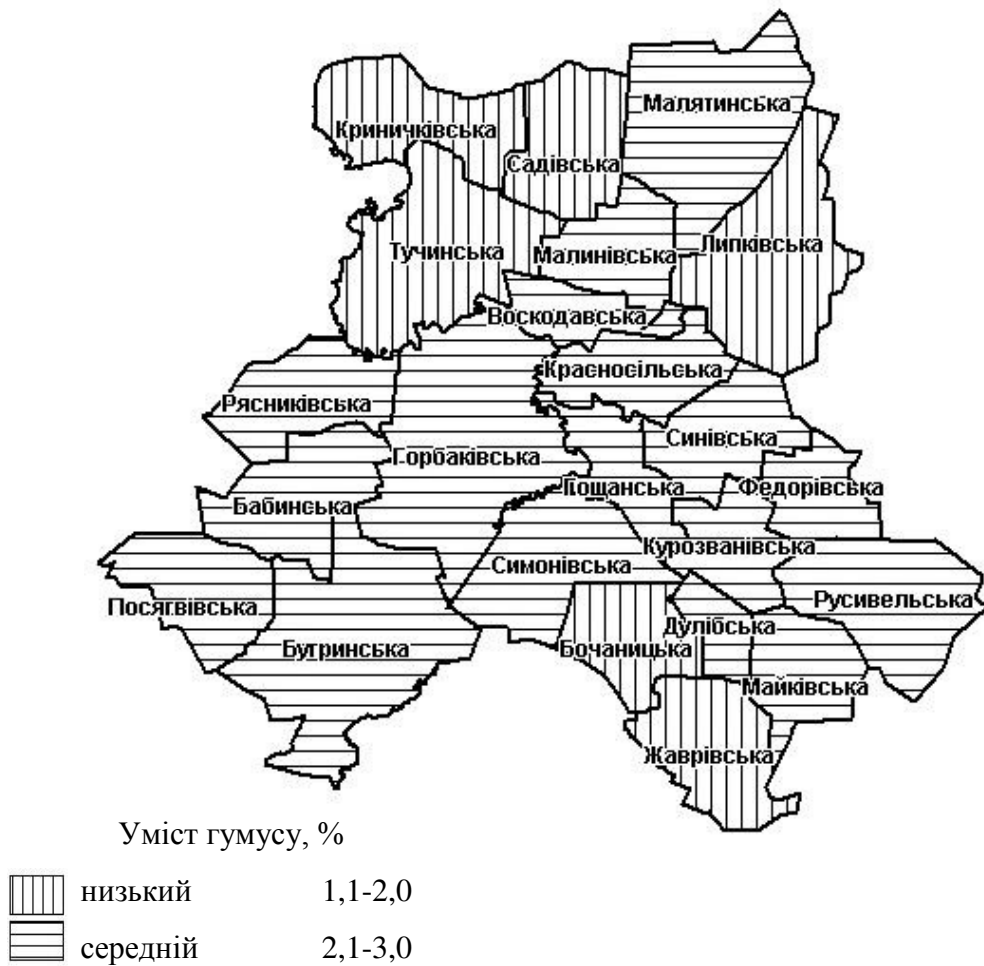 Малятинська
Криничківська
Садівська
Тучинська
Малинівська
Липківська
Воскодавська
Красносільська
Рясниківська
Синівська
Горбаківська
Бабинська
Гощанська
Федорівська
Курозванівська
Симонівська
Посягвівська
Русивельська
Бугринська
Дулібська
Бочаницька
Майківська
Жаврівська
Уміст гумусу, %
низький 1,1-2,0
середній 2,1-3,0